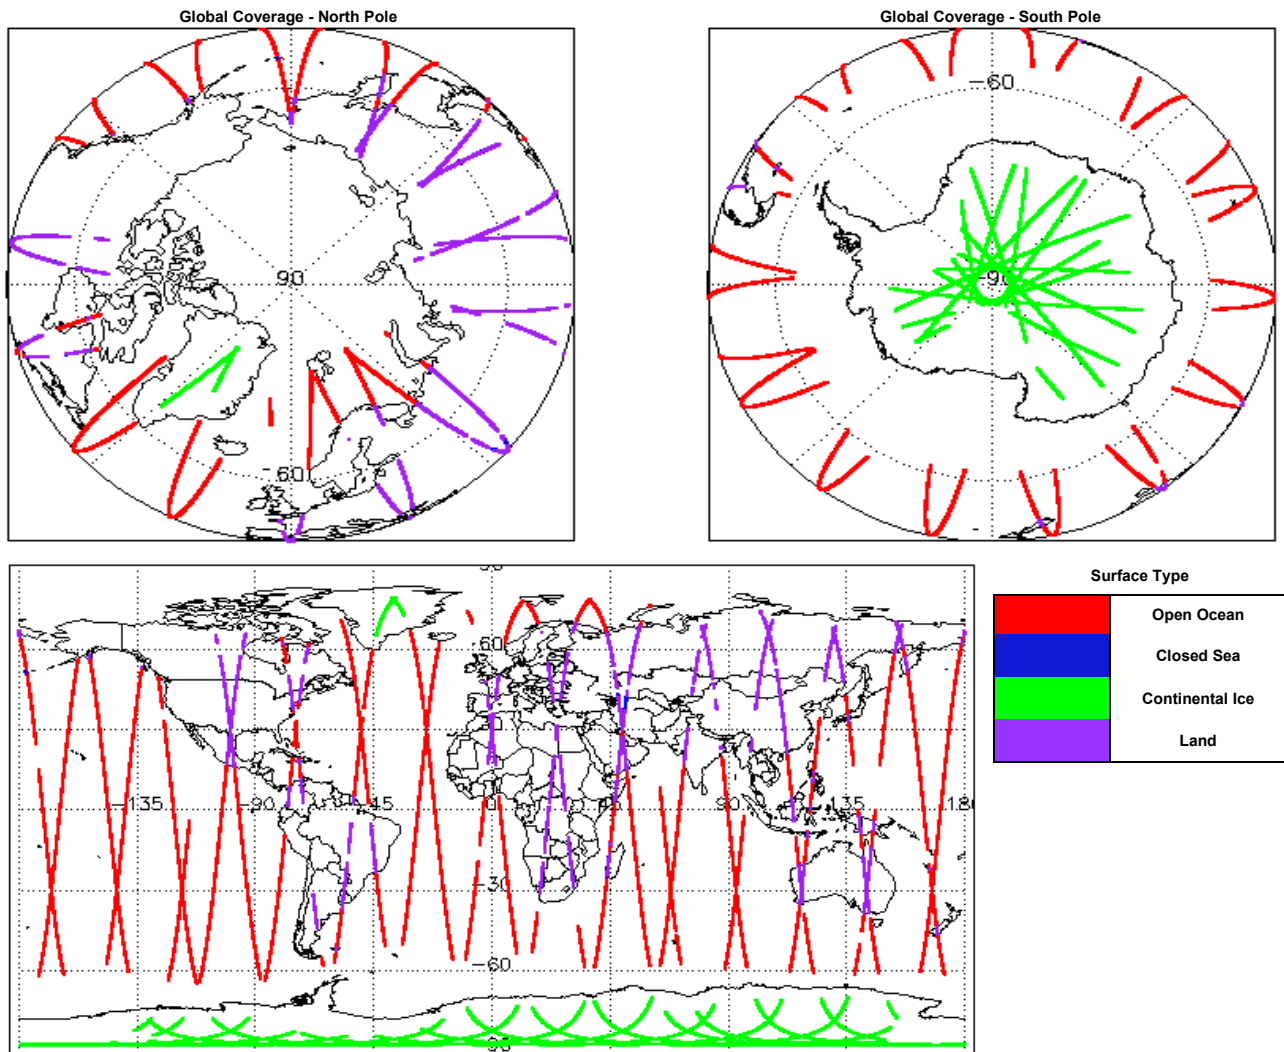 Global Coverage - North Pole
Global Coverage - South Pole
90
-60
-60
-90
Surface Type
Open Ocean
Closed Sea
Continental Ice
Land
60
-135
-90
-45
0
45
90
135
180
-30
-60